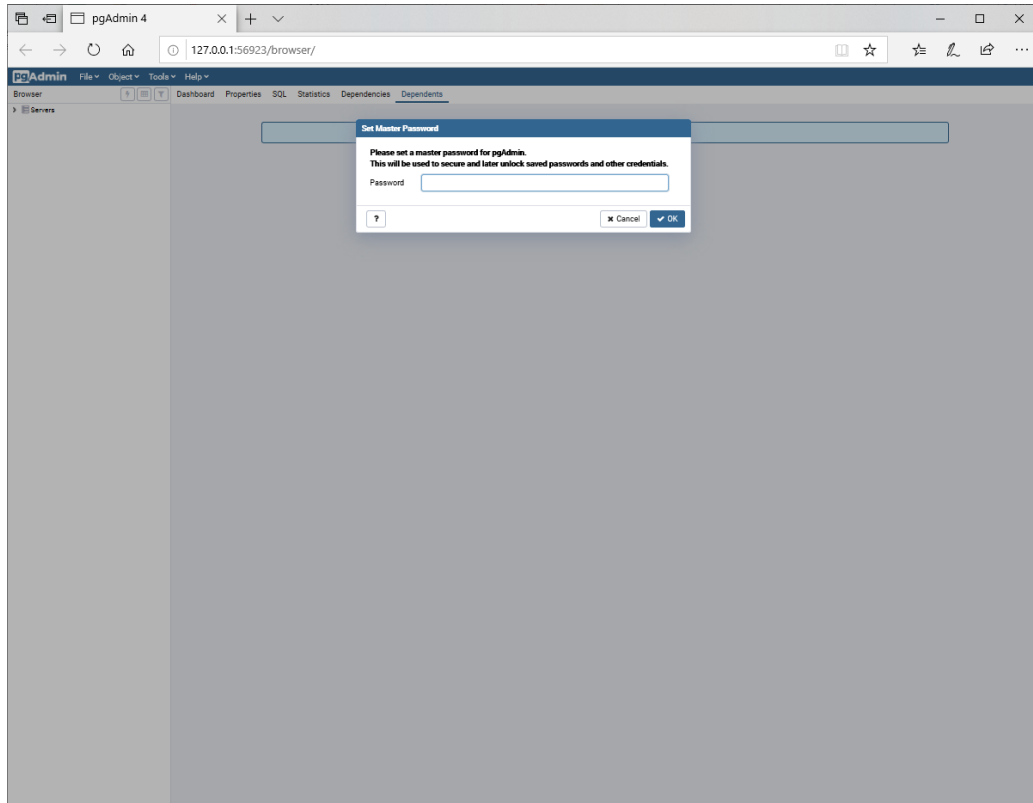 pgAdmin 4
127.0.0.1:56923/browser/
pgAdmin File Object Tools Help
Browser
Dashboard Properties SQL Statistics Dependencies Dependents
Servers
Set Master Password
Please set a master password for pgAdmin.
This will be used to secure and later unlock saved passwords and other credentials.
Password
? Cancel OK